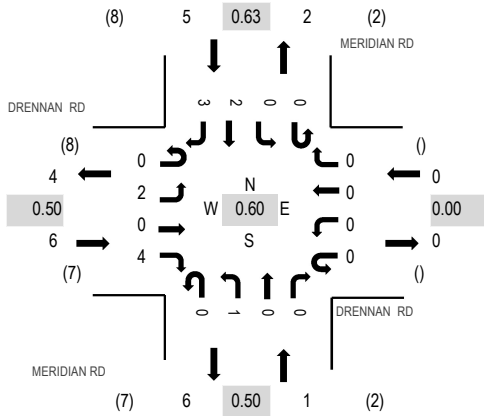 (8) 5 0.63 2 (2)
MERIDIAN RD
DRENNAN RD
3 2 0 0
(8)
4
0.50
6
(7)
0
2
0
4
N
W 0.60 E
S
0
0
0
0
()
0
0.00
0
()
0 1 0 0
DRENNAN RD
MERIDIAN RD
(7) 6 0.50 1 (2)